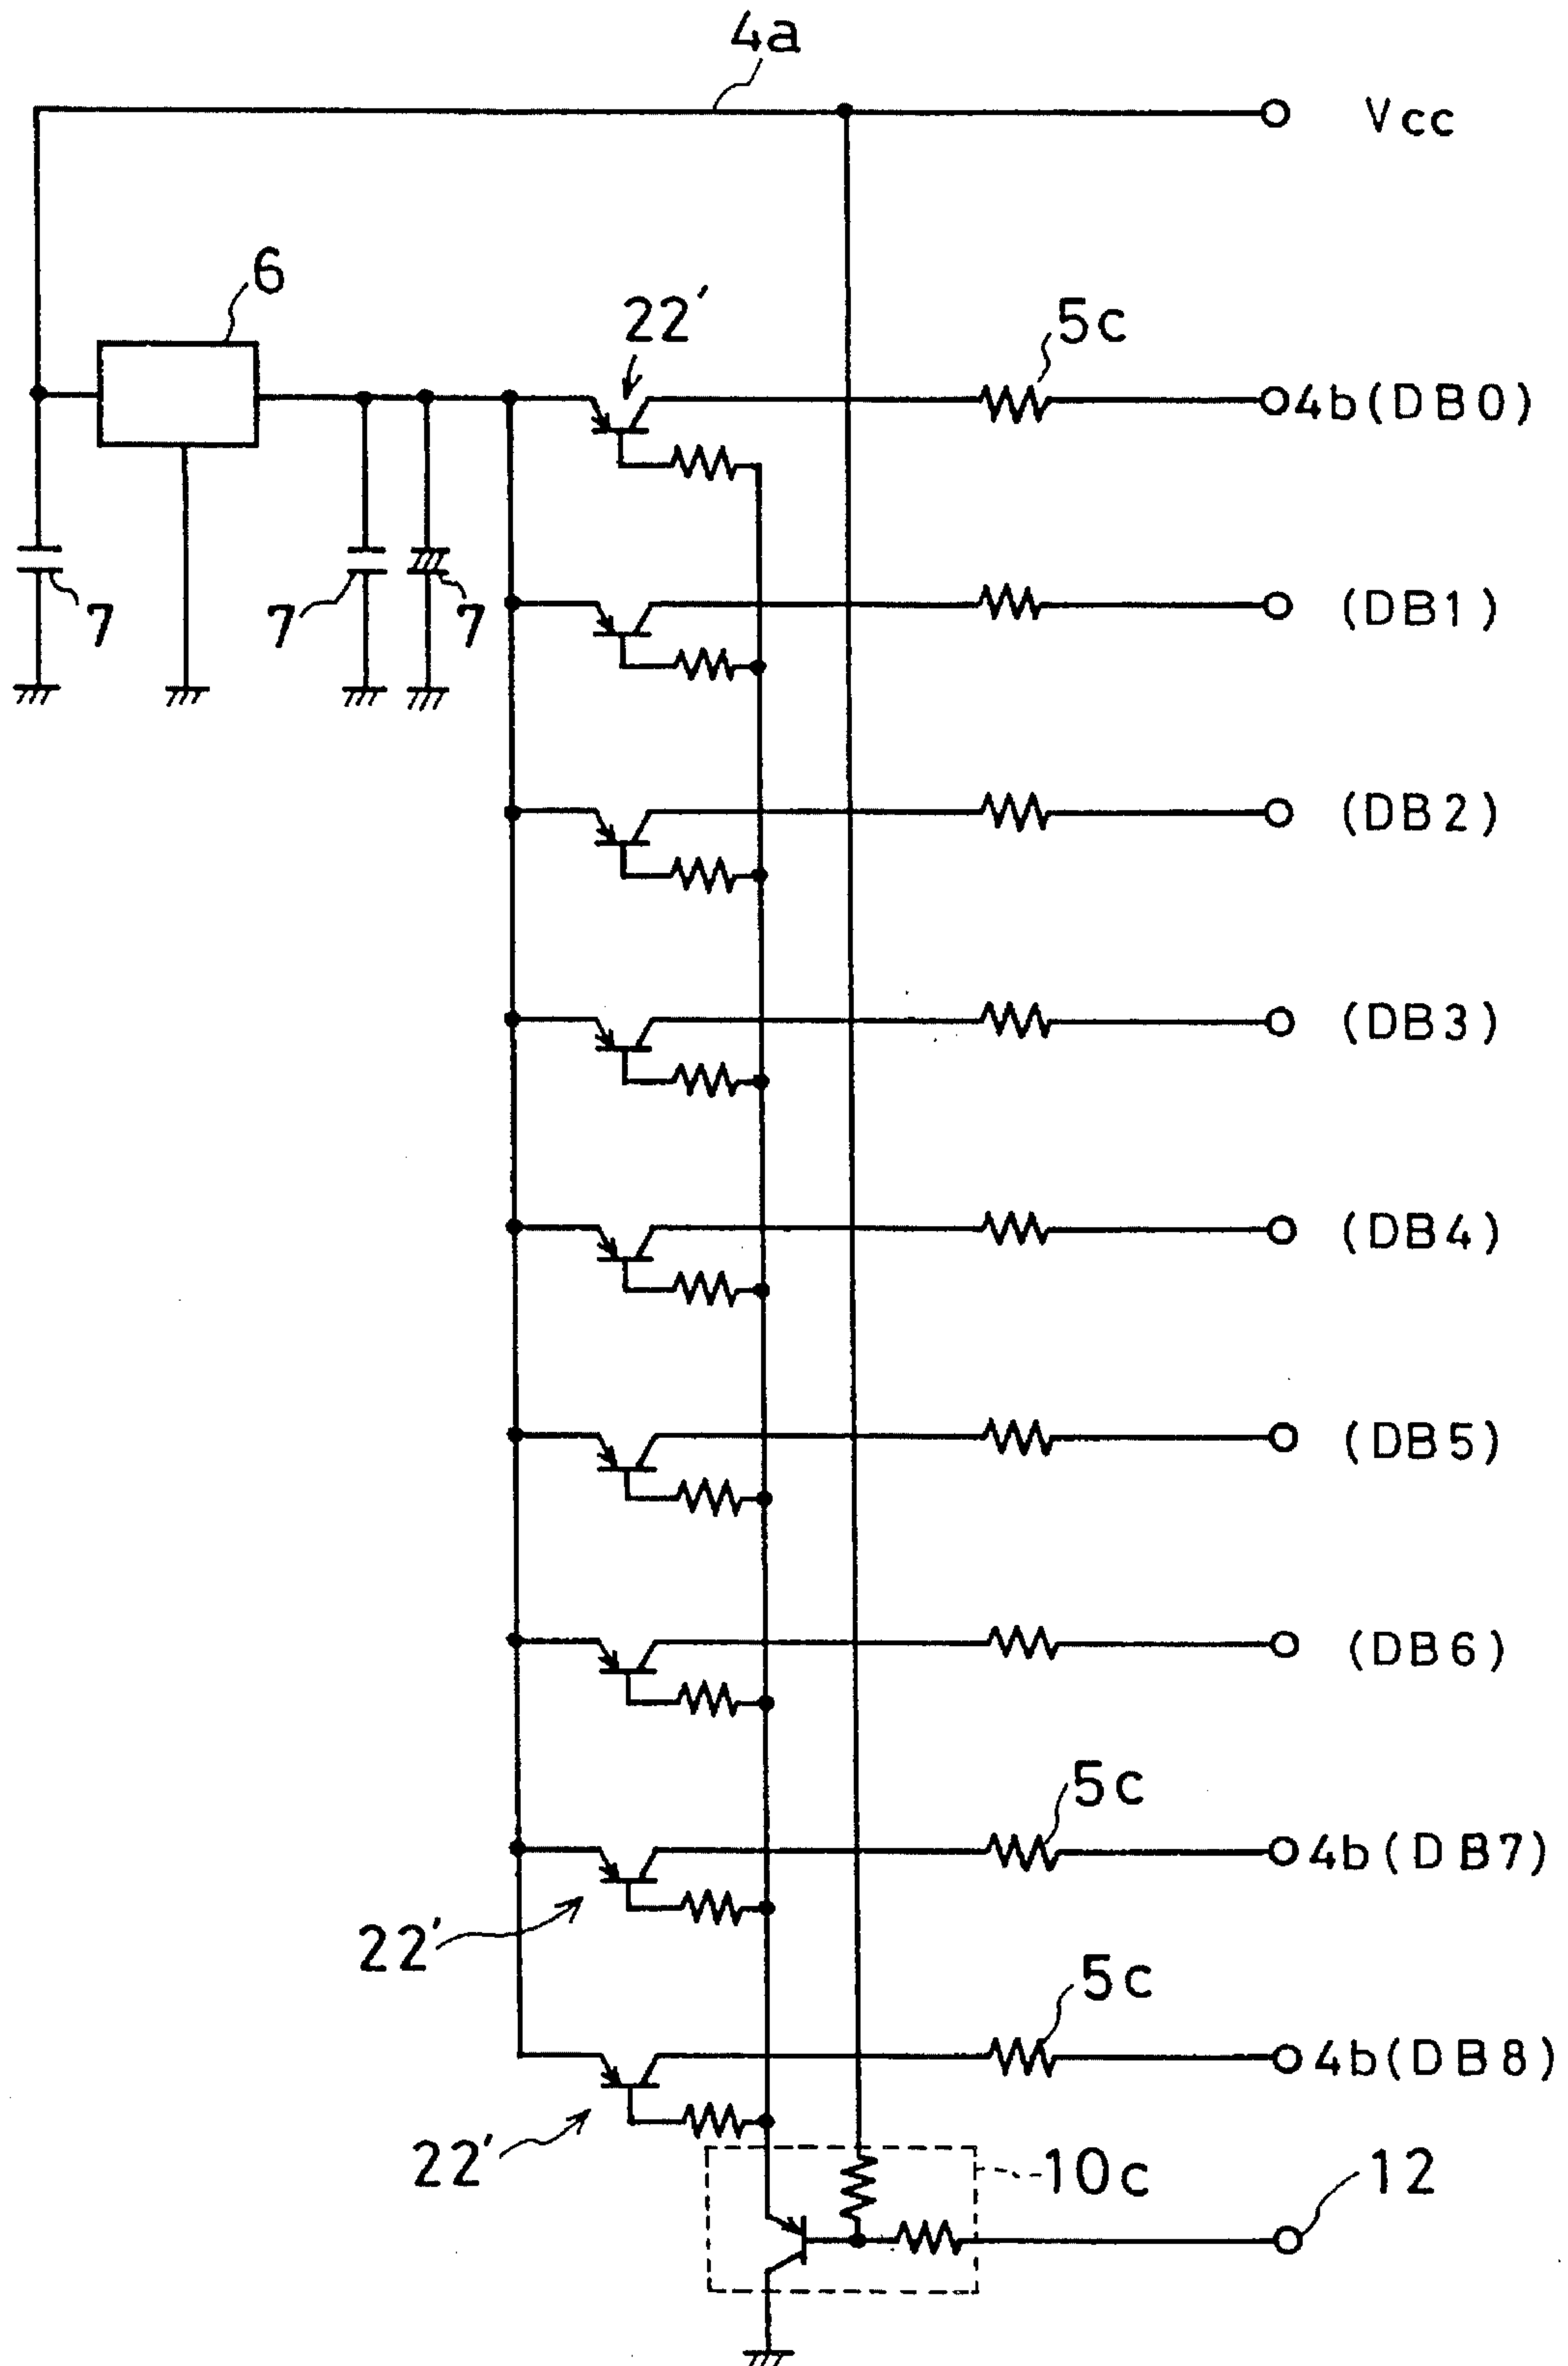 4a
Vcc
6
22'
5c
4b(DB0)
7
7
7
(DB1)
(DB2)
(DB3)
(DB4)
(DB5)
(DB6)
5c
4b(DB7)
22'
5c
4b(DB8)
22'
10c
12